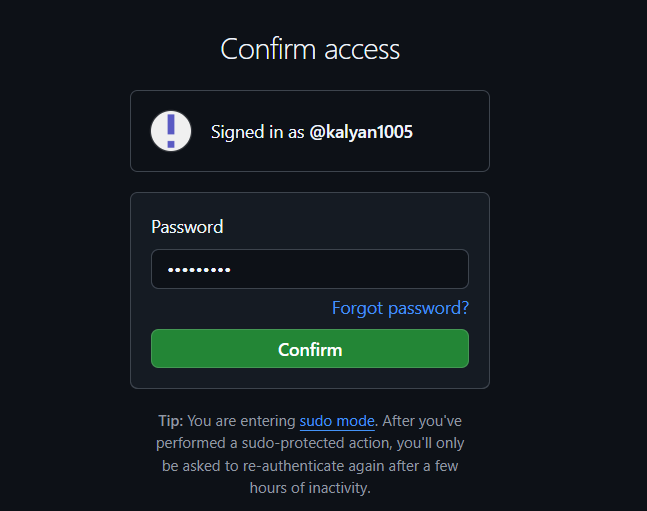 Confirm access
Signed in as @kalyan1005
Password
•••••••••
Forgot password?
Confirm
Tip: You are entering sudo mode. After you've
performed a sudo-protected action, you'll only
be asked to re-authenticate again after a few
hours of inactivity.